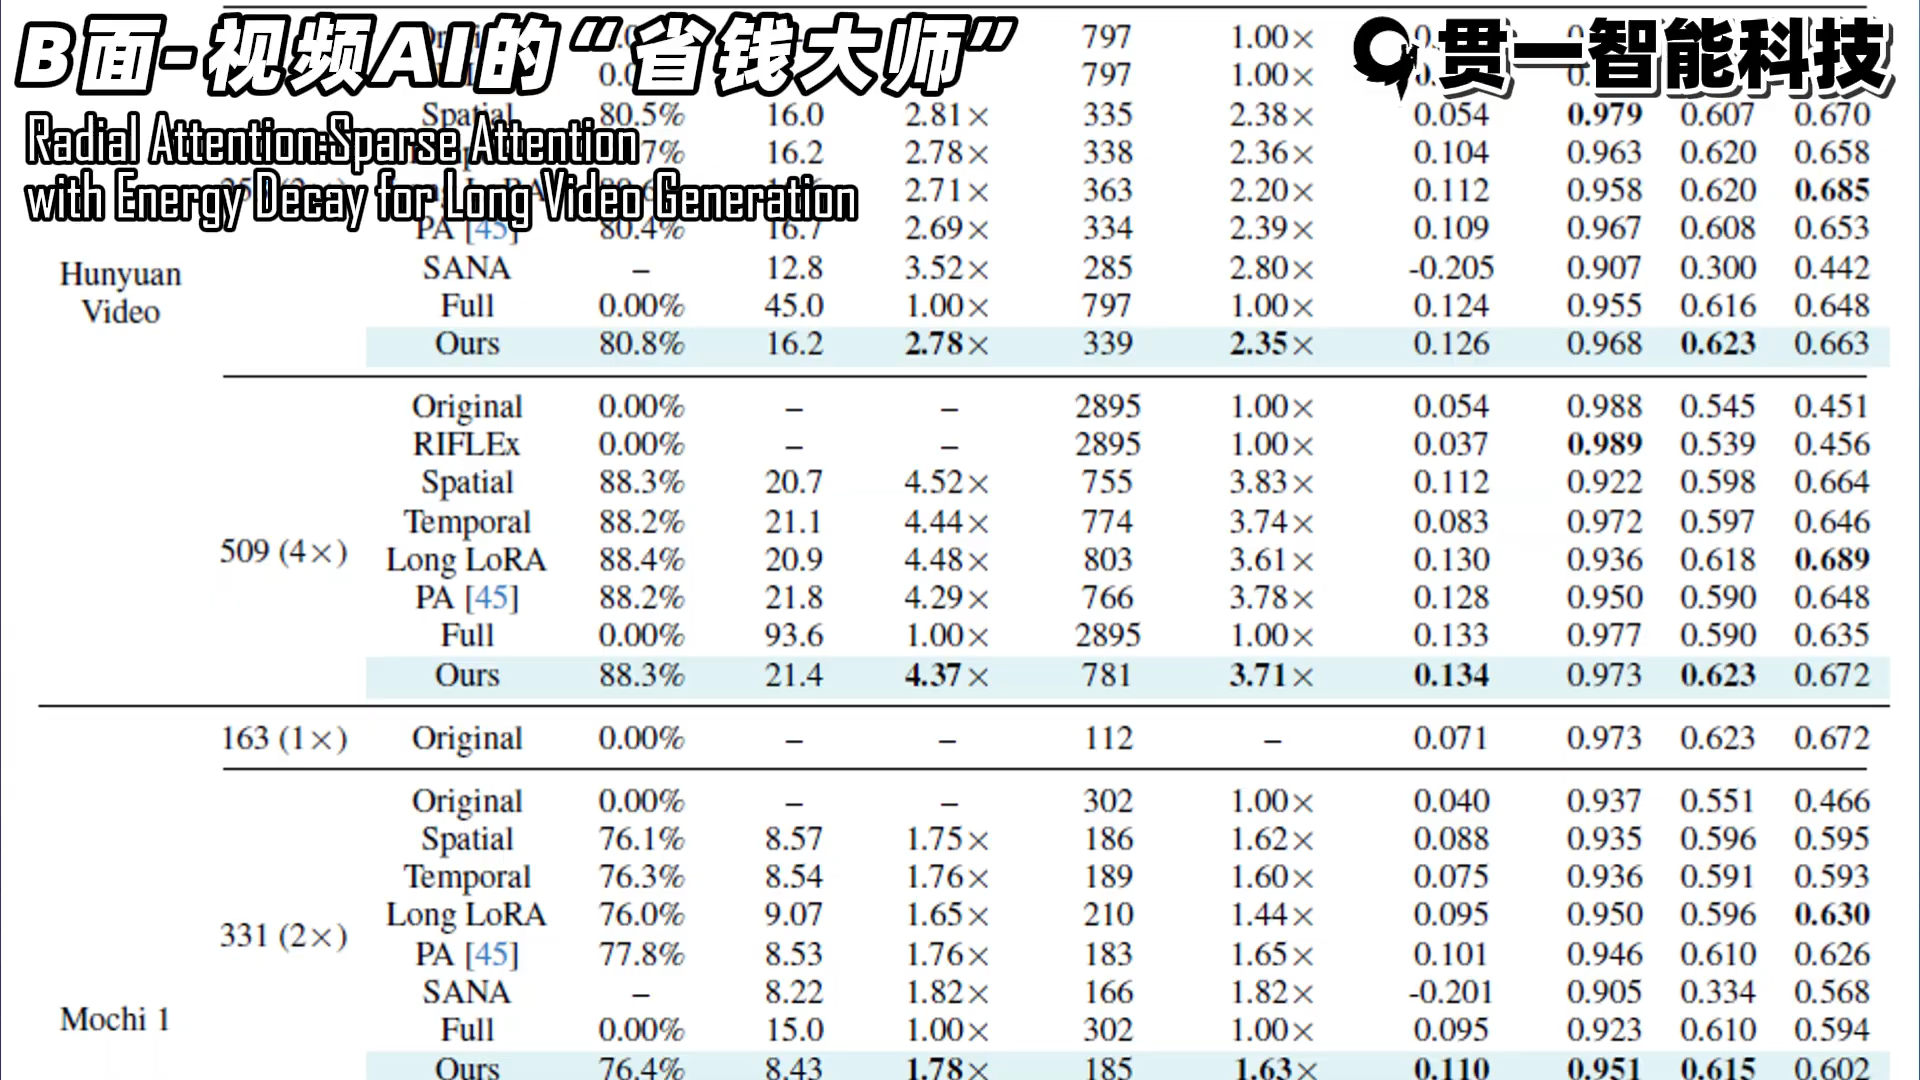 B面-视频AI的“省钱大师”
贯一智能科技
Radial Attention:Sparse Attention
with Energy Decay for Long Video Generation
797 1.00×
797 1.00×
Spatial 80.5% 16.0 2.81× 335 2.38× 0.054 0.979 0.607 0.670
16.2 2.78× 338 2.36× 0.104 0.963 0.620 0.658
2.71× 363 2.20× 0.112 0.958 0.620 0.685
PA [45] 80.4% 16.7 2.69× 334 2.39× 0.109 0.967 0.608 0.653
Hunyuan
Video
SANA – 12.8 3.52× 285 2.80× -0.205 0.907 0.300 0.442
Full 0.00% 45.0 1.00× 797 1.00× 0.124 0.955 0.616 0.648
Ours 80.8% 16.2 2.78× 339 2.35× 0.126 0.968 0.623 0.663
Original 0.00% – – 2895 1.00× 0.054 0.988 0.545 0.451
RIFLEx 0.00% – – 2895 1.00× 0.037 0.989 0.539 0.456
Spatial 88.3% 20.7 4.52× 755 3.83× 0.112 0.922 0.598 0.664
Temporal 88.2% 21.1 4.44× 774 3.74× 0.083 0.972 0.597 0.646
509 (4×) Long LoRA 88.4% 20.9 4.48× 803 3.61× 0.130 0.936 0.618 0.689
PA [45] 88.2% 21.8 4.29× 766 3.78× 0.128 0.950 0.590 0.648
Full 0.00% 93.6 1.00× 2895 1.00× 0.133 0.977 0.590 0.635
Ours 88.3% 21.4 4.37× 781 3.71× 0.134 0.973 0.623 0.672
163 (1×) Original 0.00% – – 112 – 0.071 0.973 0.623 0.672
Original 0.00% – – 302 1.00× 0.040 0.937 0.551 0.466
Spatial 76.1% 8.57 1.75× 186 1.62× 0.088 0.935 0.596 0.595
Temporal 76.3% 8.54 1.76× 189 1.60× 0.075 0.936 0.591 0.593
Long LoRA 76.0% 9.07 1.65× 210 1.44× 0.095 0.950 0.596 0.630
331 (2×) PA [45] 77.8% 8.53 1.76× 183 1.65× 0.101 0.946 0.610 0.626
SANA – 8.22 1.82× 166 1.82× -0.201 0.905 0.334 0.568
Mochi 1 Full 0.00% 15.0 1.00× 302 1.00× 0.095 0.923 0.610 0.594
Ours 76.4% 8.43 1.78× 185 1.63× 0.110 0.951 0.615 0.602